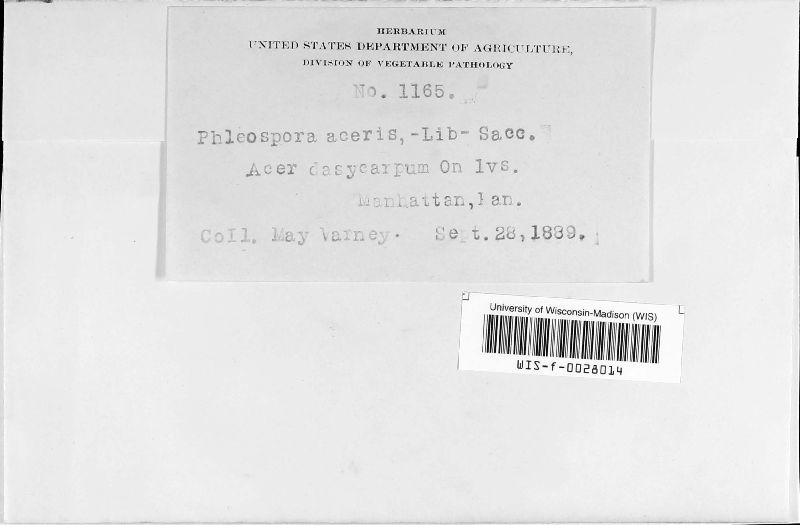 HERBARIUM
UNITED STATES DEPARTMENT OF AGRICULTURE,
DIVISION OF VEGETABLE PATHOLOGY
No. 1165.
Phleospora aceris, -Lib- Sacc.
Acer dasycarpum On lvs.
Manhattan, Kan.
Coll. May Varney. Sept. 28, 1889.
University of Wisconsin-Madison (WIS)
WIS-f-0028014